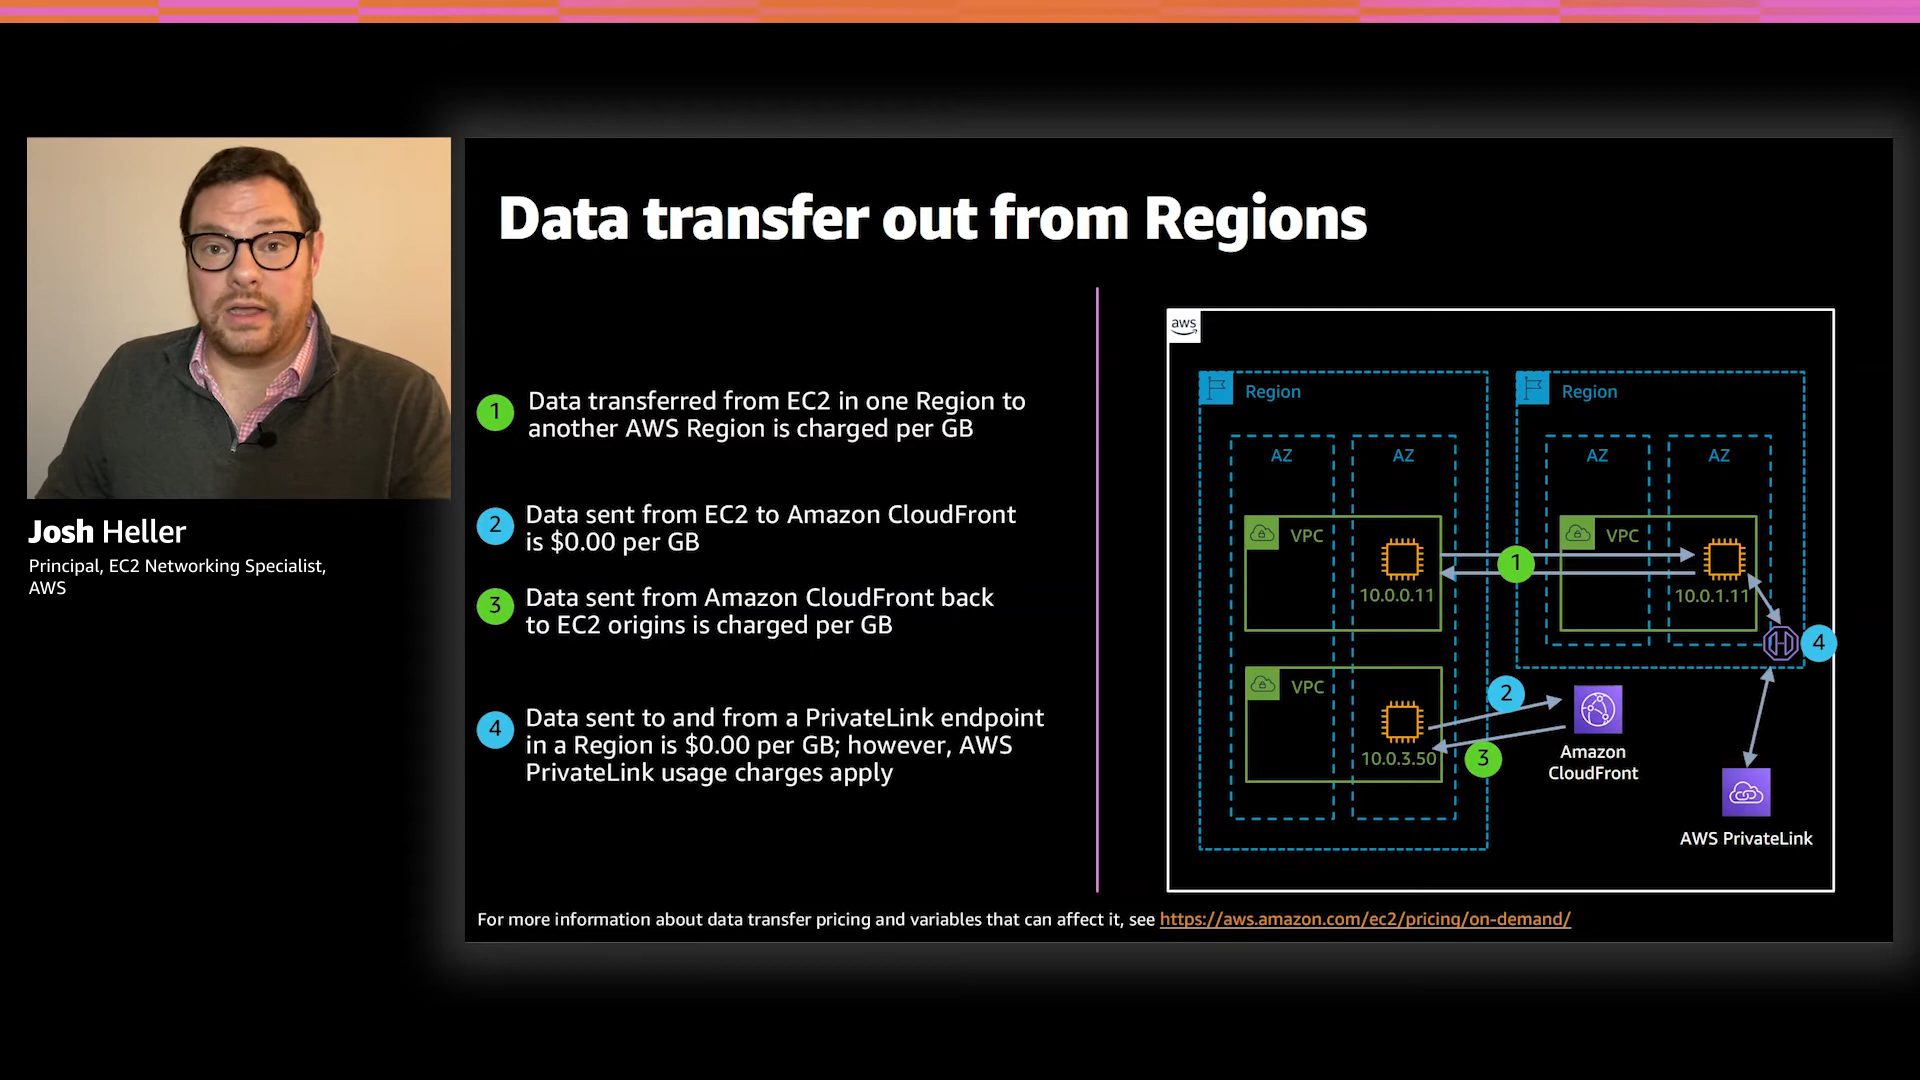 Josh Heller
Principal, EC2 Networking Specialist,
AWS
Data transfer out from Regions
1
Data transferred from EC2 in one Region to
another AWS Region is charged per GB
2
Data sent from EC2 to Amazon CloudFront
is $0.00 per GB
3
Data sent from Amazon CloudFront back
to EC2 origins is charged per GB
4
Data sent to and from a PrivateLink endpoint
in a Region is $0.00 per GB; however, AWS
PrivateLink usage charges apply
aws
Region
Region
AZ
AZ
AZ
AZ
VPC
10.0.0.11
1
VPC
10.0.1.11
4
VPC
10.0.3.50
2
3
Amazon
CloudFront
AWS PrivateLink
For more information about data transfer pricing and variables that can affect it, see https://aws.amazon.com/ec2/pricing/on-demand/